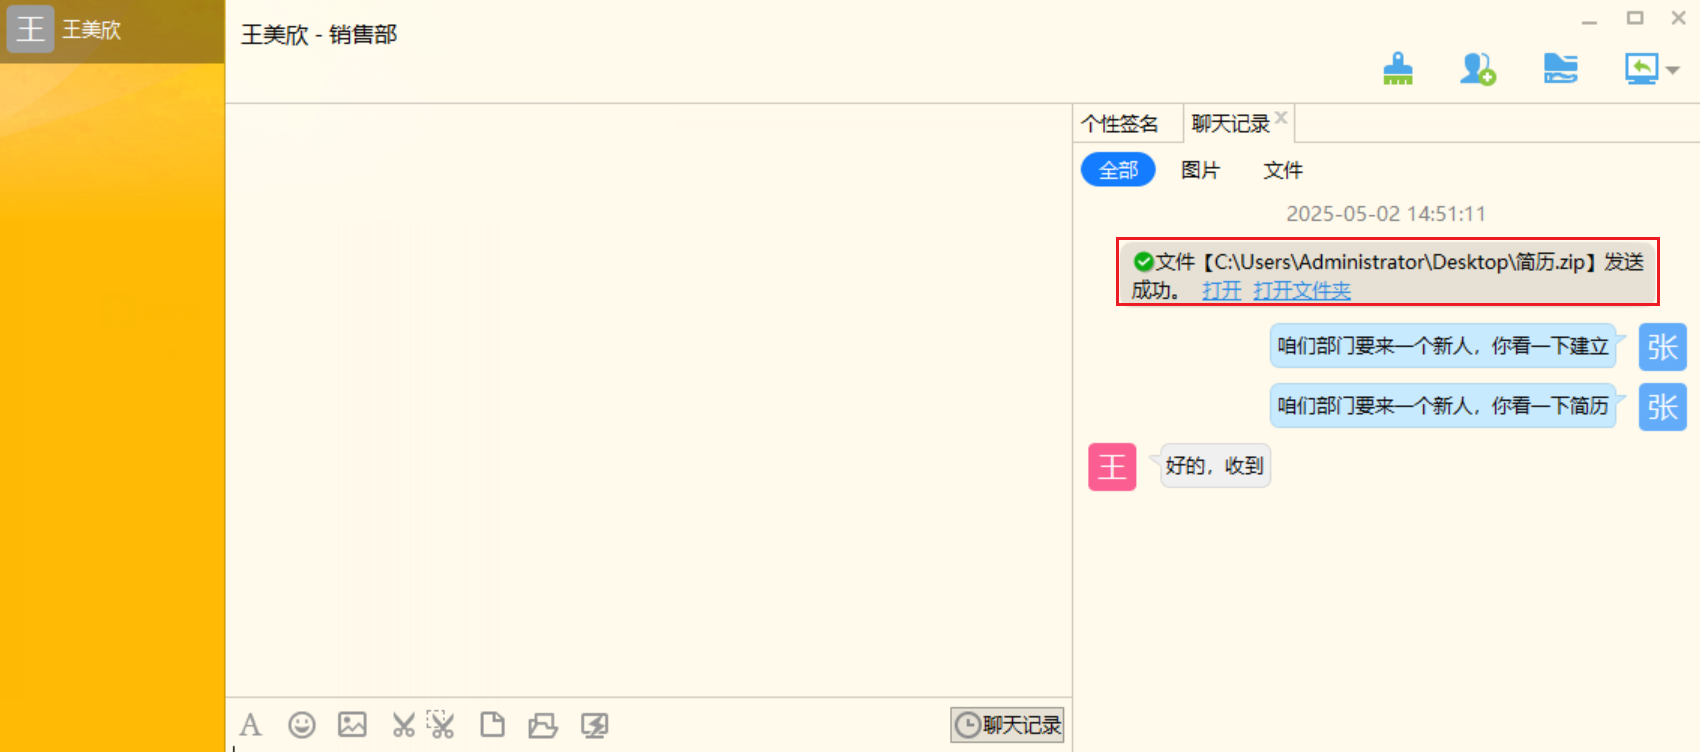 王 王美欣
王美欣 - 销售部
个性签名 聊天记录
全部 图片 文件
2025-05-02 14:51:11
文件【C:\Users\Administrator\Desktop\简历.zip】发送
成功。 打开 打开文件夹
咱们部门要来一个新人，你看一下建立
张
咱们部门要来一个新人，你看一下简历
张
王
好的，收到
A
聊天记录